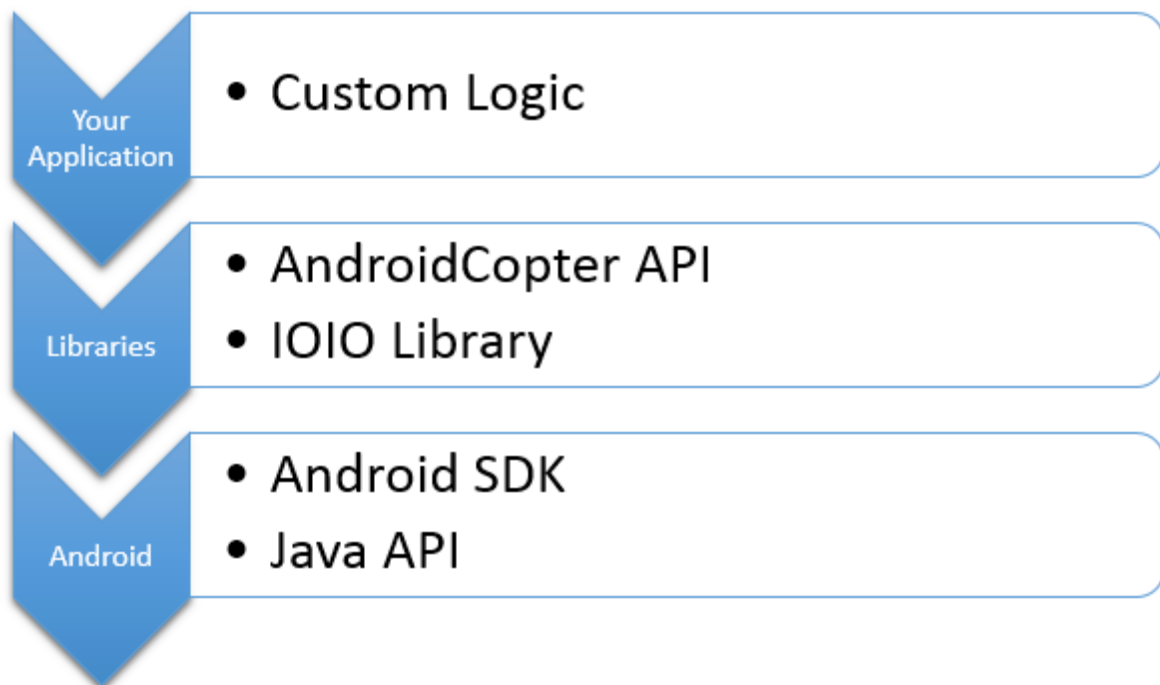 Your
Application
• Custom Logic
Libraries
• AndroidCopter API
• IOIO Library
Android
• Android SDK
• Java API